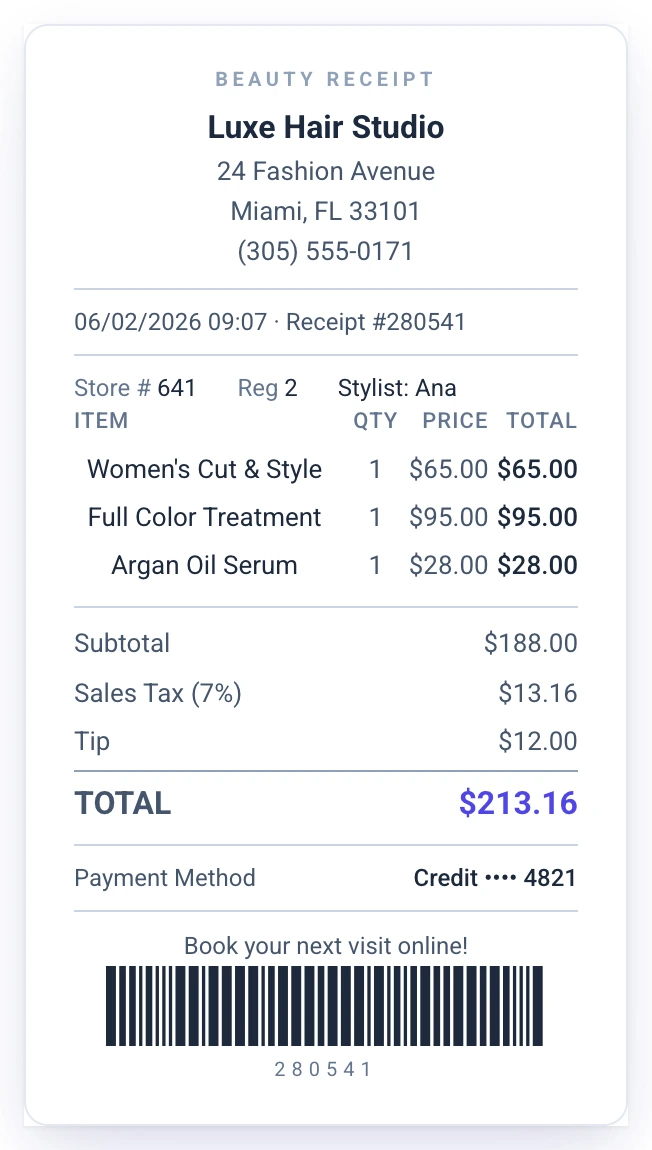 BEAUTY RECEIPT
Luxe Hair Studio
24 Fashion Avenue
Miami, FL 33101
(305) 555-0171
06/02/2026 09:07 · Receipt #280541
Store # 641 Reg 2 Stylist: Ana
ITEM QTY PRICE TOTAL
Women's Cut & Style 1 $65.00 $65.00
Full Color Treatment 1 $95.00 $95.00
Argan Oil Serum 1 $28.00 $28.00
Subtotal $188.00
Sales Tax (7%) $13.16
Tip $12.00
TOTAL $213.16
Payment Method Credit •••• 4821
Book your next visit online!
280541